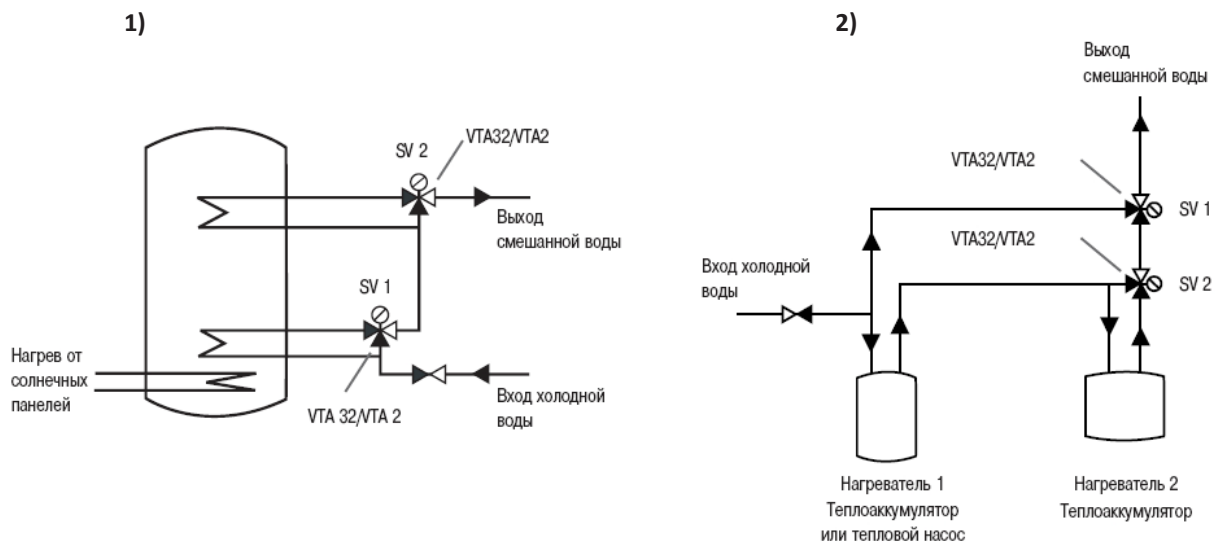 1)
SV 2
VTA32/VTA2
Выход
смешанной воды
SV 1
Нагрев от
солнечных
панелей
VTA 32/VTA 2
Вход холодной
воды
2)
Выход
смешанной воды
VTA32/VTA2
SV 1
VTA32/VTA2
SV 2
Вход холодной
воды
Нагреватель 1
Теплоаккумулятор
или тепловой насос
Нагреватель 2
Теплоаккумулятор